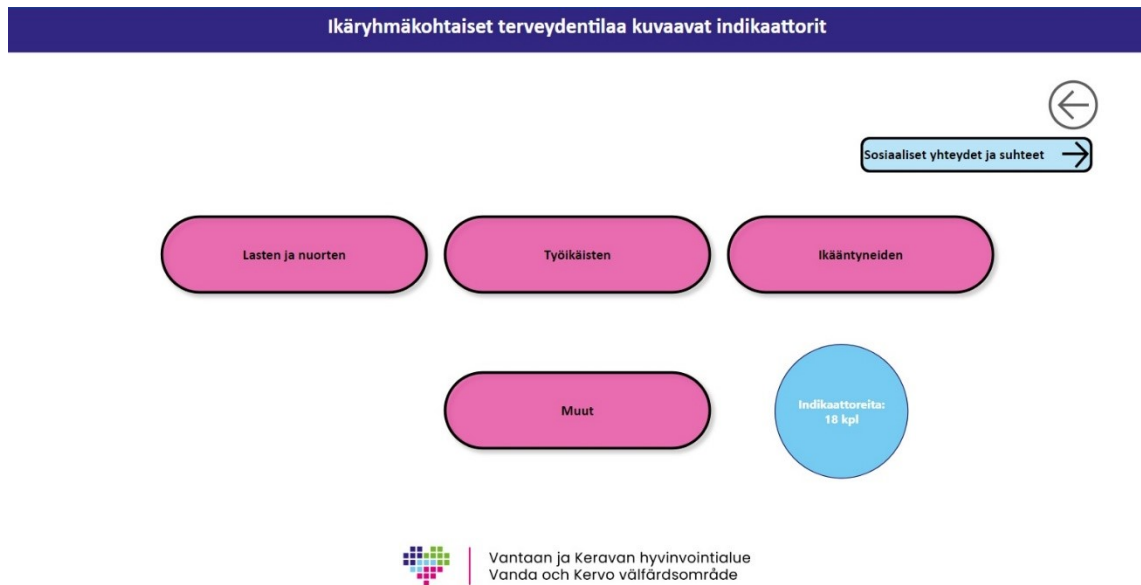 Ikäryhmäkohtaiset terveydentilaa kuvaavat indikaattorit
Sosiaaliset yhteydet ja suhteet
Lasten ja nuorten
Työikäisten
Ikääntyneiden
Muut
Indikaattoreita:
18 kpl
Vantaan ja Keravan hyvinvointialue
Vanda och Kervo välfärdsområde